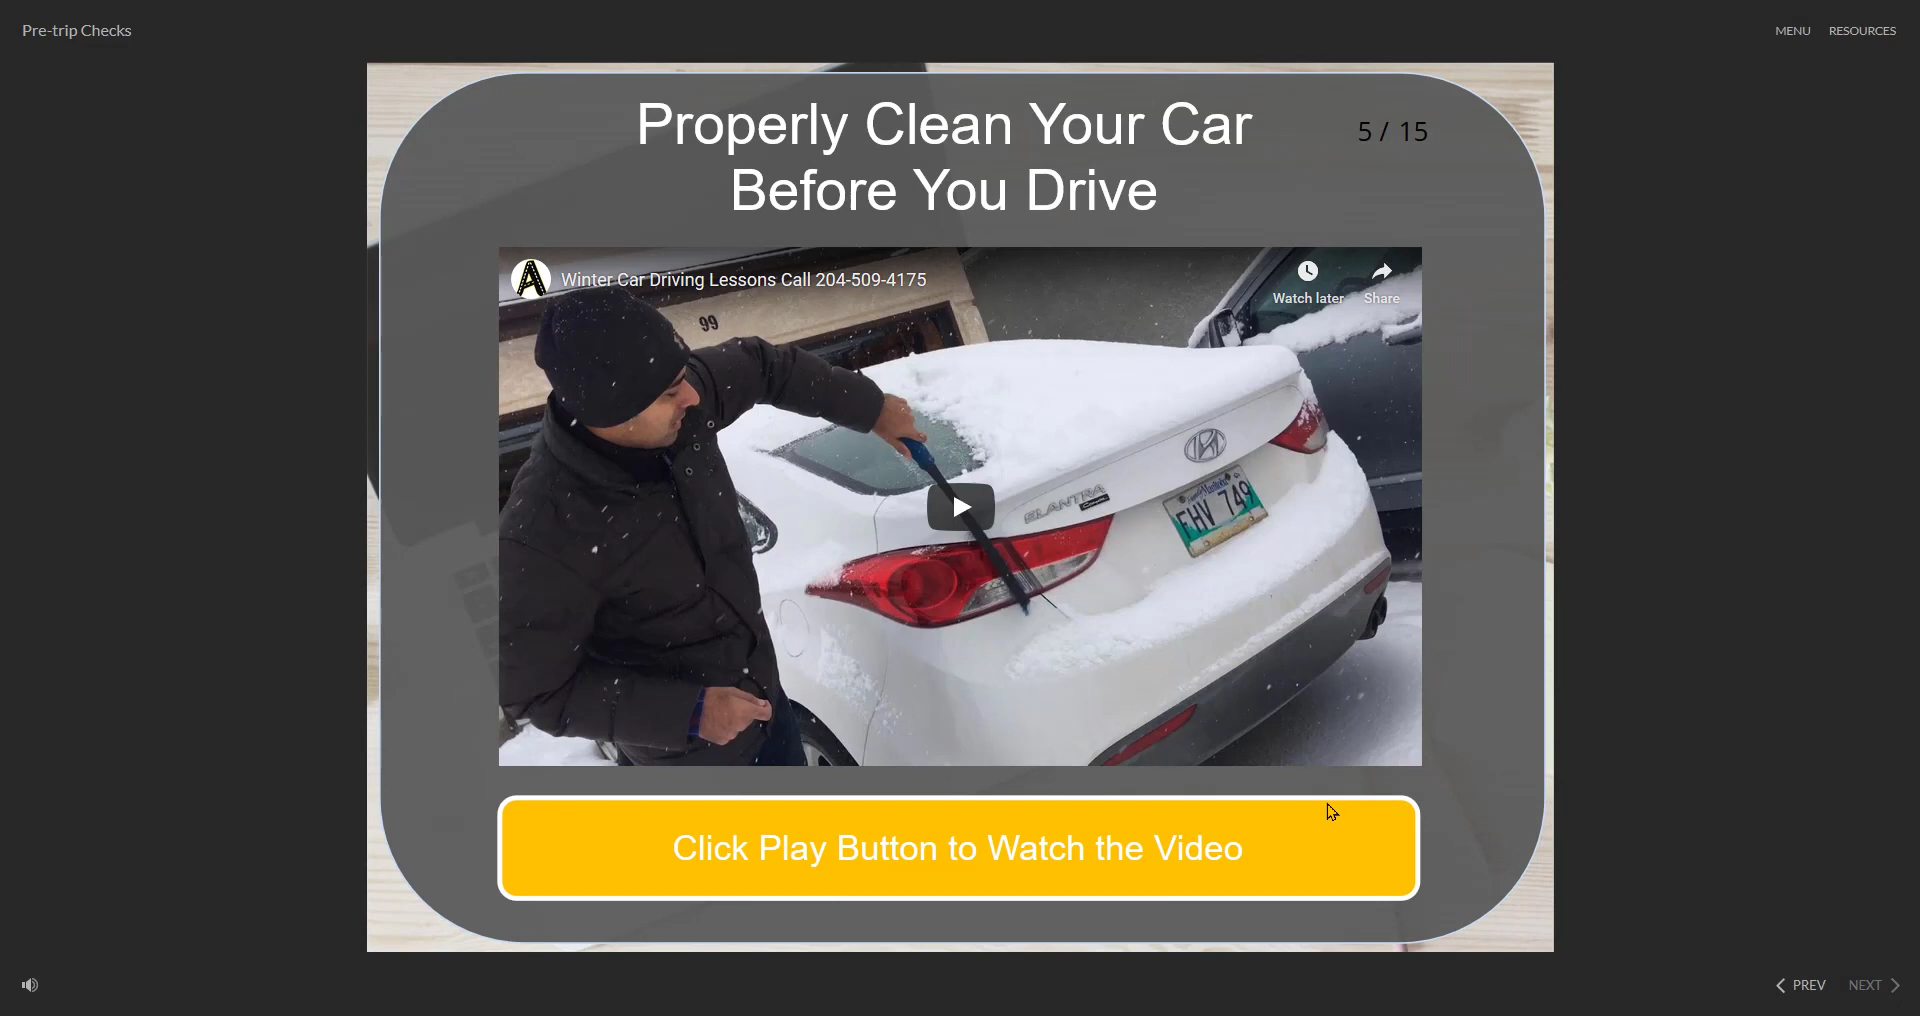 Pre-trip Checks
MENU
RESOURCES
Properly Clean Your Car
Before You Drive
5 / 15
Winter Car Driving Lessons Call 204-509-4175
Watch later
Share
99
ELANTRA
Manitoba
FHV 749
Click Play Button to Watch the Video
PREV
NEXT